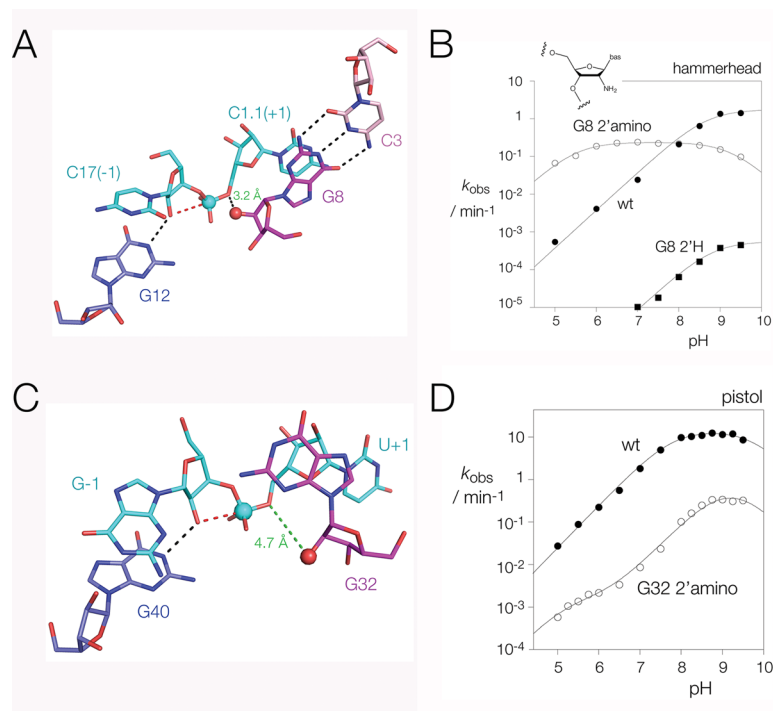 A
C1.1(+1)
C3
C17(-1)
3.2 Å
G8
G12
B
O
bas
O
O
NH₂
hammerhead
10
1
10⁻¹
10⁻²
10⁻³
10⁻⁴
10⁻⁵
kobs
/ min-1
G8 2'amino
wt
G8 2'H
5 6 7 8 9 10
pH
C
U+1
G-1
4.7 Å
G32
G40
D
pistol
10
1
10⁻¹
10⁻²
10⁻³
10⁻⁴
kobs
/ min⁻¹
wt
G32 2'amino
5 6 7 8 9 10
pH